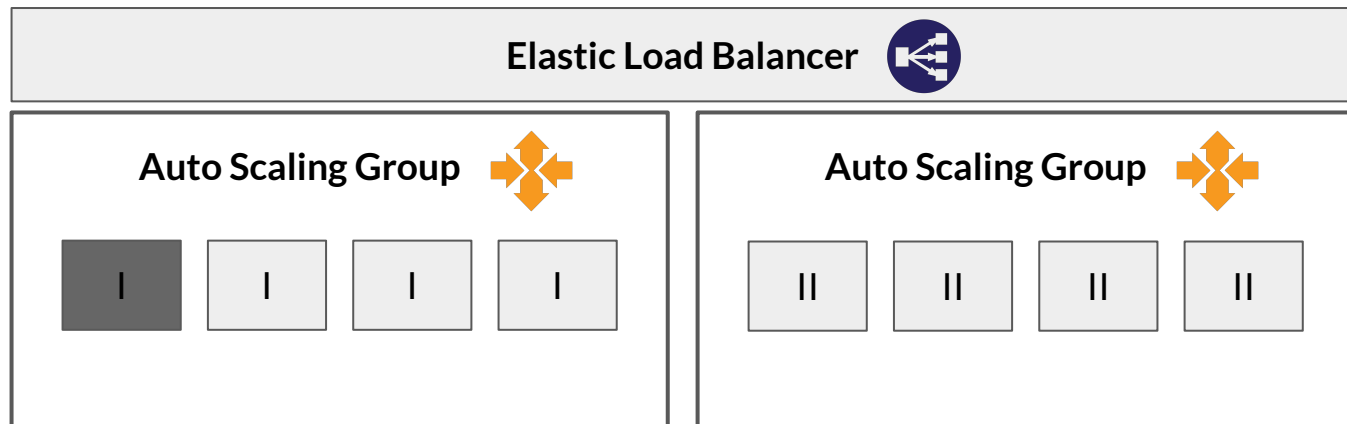 Elastic Load Balancer
Auto Scaling Group
I I I I
Auto Scaling Group
II II II II